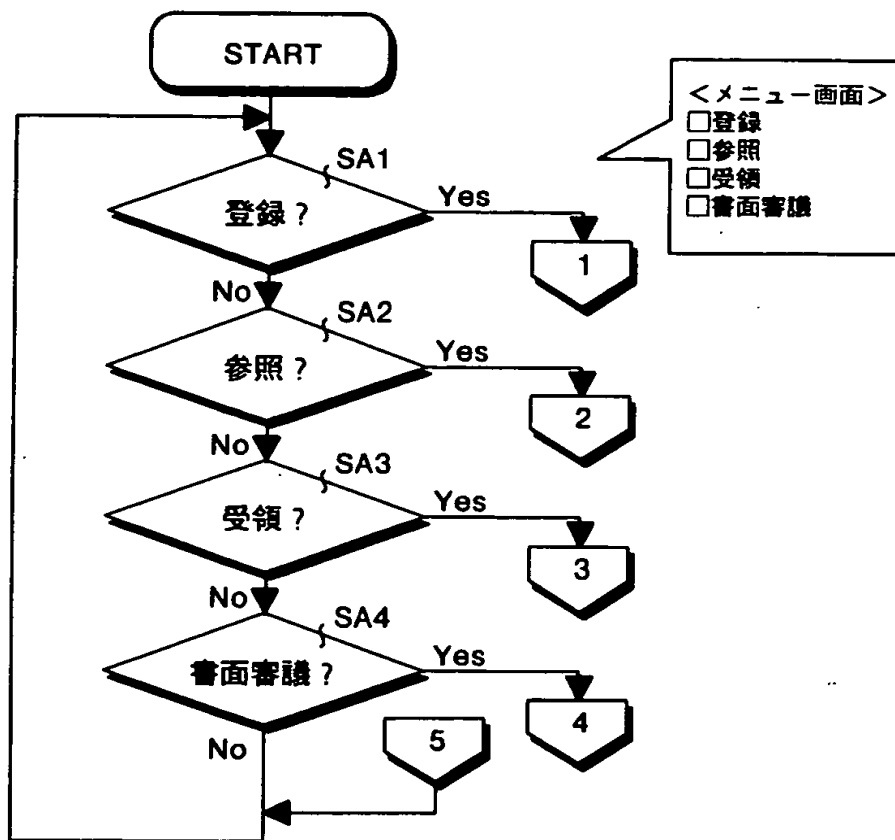 START
<メニュー画面>
□登録
□参照
□受領
□書面審議
SA1
登録?
Yes
1
No
SA2
参照?
Yes
2
No
SA3
受領?
Yes
3
No
SA4
書面審議?
Yes
4
No
5